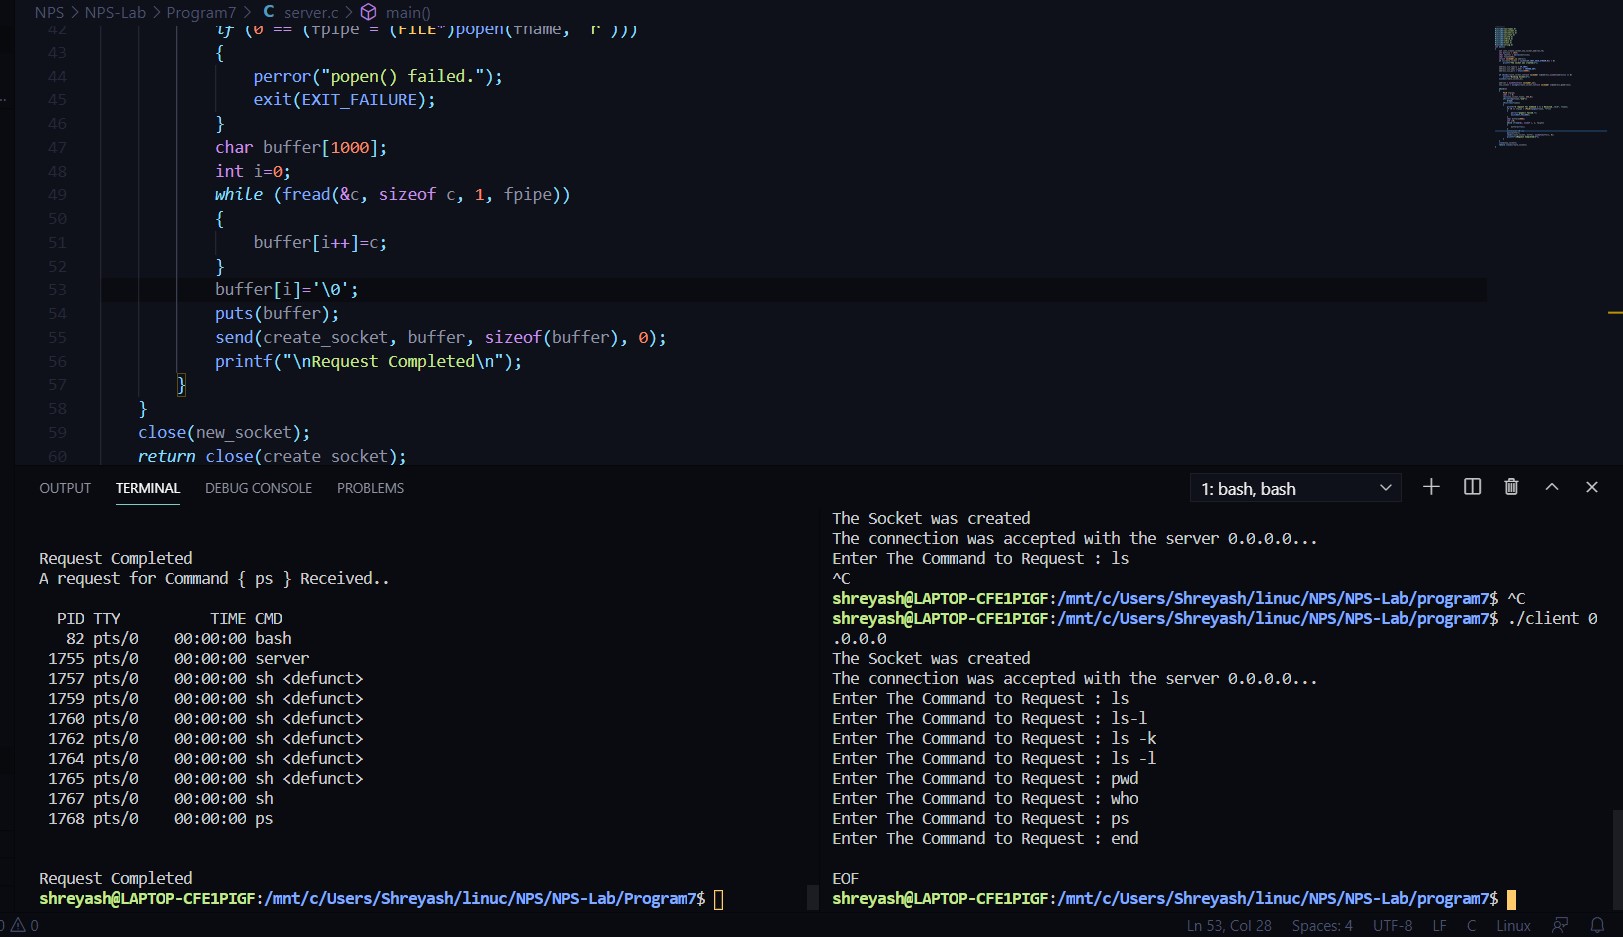 NPS > NPS-Lab > Program7 > C server.c > main()
42 if (0 == (fpipe = (FILE*)popen(fname, "r")))
43 {
44 perror("popen() failed.");
45 exit(EXIT_FAILURE);
46 }
47 char buffer[1000];
48 int i=0;
49 while (fread(&c, sizeof c, 1, fpipe))
50 {
51 buffer[i++]=c;
52 }
53 buffer[i]='\0';
54 puts(buffer);
55 send(create_socket, buffer, sizeof(buffer), 0);
56 printf("\nRequest Completed\n");
57 }
58 }
59 close(new_socket);
60 return close(create_socket);
OUTPUT TERMINAL DEBUG CONSOLE PROBLEMS
1: bash, bash
Request Completed
A request for Command { ps } Received..
PID TTY TIME CMD
82 pts/0 00:00:00 bash
1755 pts/0 00:00:00 server
1757 pts/0 00:00:00 sh <defunct>
1759 pts/0 00:00:00 sh <defunct>
1760 pts/0 00:00:00 sh <defunct>
1762 pts/0 00:00:00 sh <defunct>
1764 pts/0 00:00:00 sh <defunct>
1765 pts/0 00:00:00 sh <defunct>
1767 pts/0 00:00:00 sh
1768 pts/0 00:00:00 ps
Request Completed
shreyash@LAPTOP-CFE1PIGF:/mnt/c/Users/Shreyash/linuc/NPS/NPS-Lab/Program7$
The Socket was created
The connection was accepted with the server 0.0.0.0...
Enter The Command to Request : ls
^C
shreyash@LAPTOP-CFE1PIGF:/mnt/c/Users/Shreyash/linuc/NPS/NPS-Lab/program7$ ^C
shreyash@LAPTOP-CFE1PIGF:/mnt/c/Users/Shreyash/linuc/NPS/NPS-Lab/program7$ ./client 0
.0.0.0
The Socket was created
The connection was accepted with the server 0.0.0.0...
Enter The Command to Request : ls
Enter The Command to Request : ls-l
Enter The Command to Request : ls -k
Enter The Command to Request : ls -l
Enter The Command to Request : pwd
Enter The Command to Request : who
Enter The Command to Request : ps
Enter The Command to Request : end
EOF
shreyash@LAPTOP-CFE1PIGF:/mnt/c/Users/Shreyash/linuc/NPS/NPS-Lab/program7$
0 0 Ln 53, Col 28 Spaces: 4 UTF-8 LF C Linux